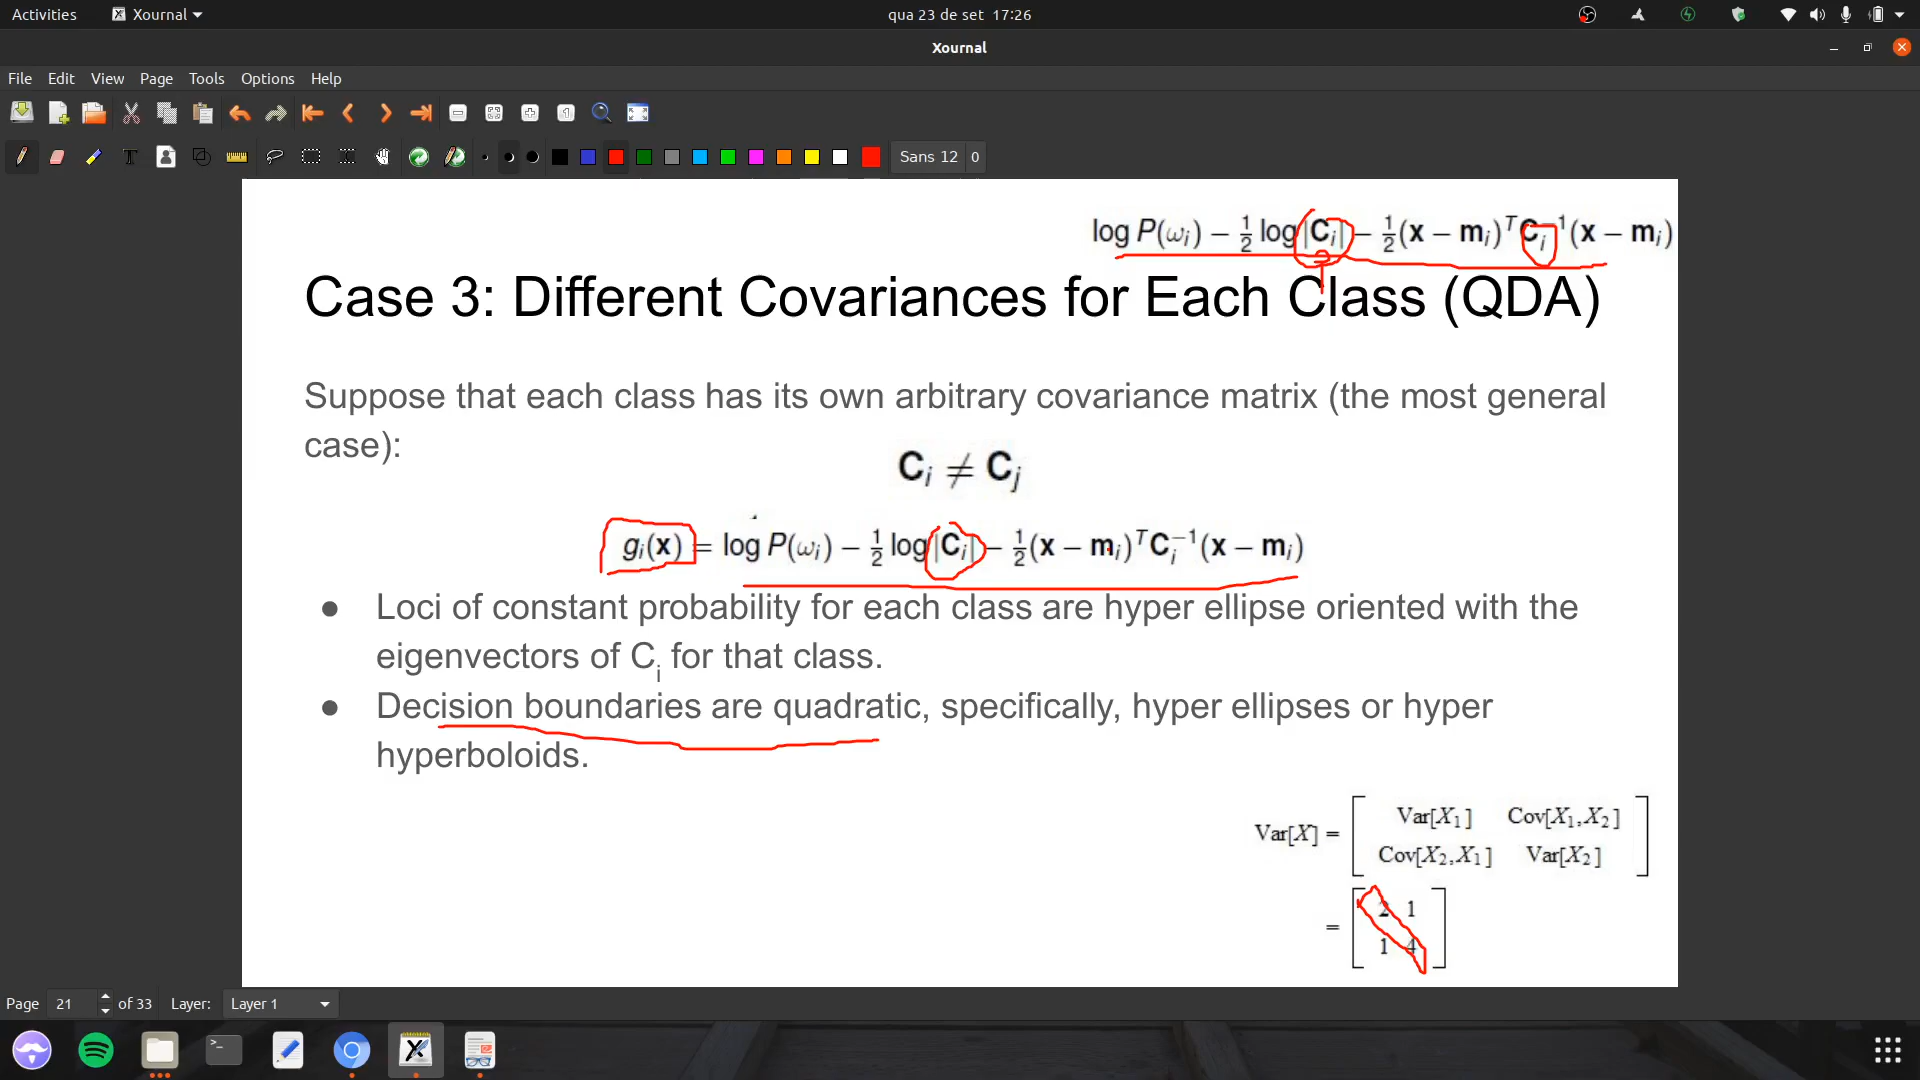 Activities Xournal qua 23 de set 17:26
Xournal
File Edit View Page Tools Options Help
Sans 12 0
log P(ωᵢ) − ½ log|Cᵢ| − ½(x − mᵢ)ᵀCᵢ⁻¹(x − mᵢ)
Case 3: Different Covariances for Each Class (QDA)
Suppose that each class has its own arbitrary covariance matrix (the most general
case):
Cᵢ ≠ Cⱼ
gᵢ(x) = log P(ωᵢ) − ½ log|Cᵢ| − ½(x − mᵢ)ᵀCᵢ⁻¹(x − mᵢ)
● Loci of constant probability for each class are hyper ellipse oriented with the
eigenvectors of Cᵢ for that class.
● Decision boundaries are quadratic, specifically, hyper ellipses or hyper
hyperboloids.
Var[X] = [ Var[X₁] Cov[X₁,X₂]
Cov[X₂,X₁] Var[X₂] ]
= [ 2 1
1 4 ]
Page 21 of 33 Layer: Layer 1